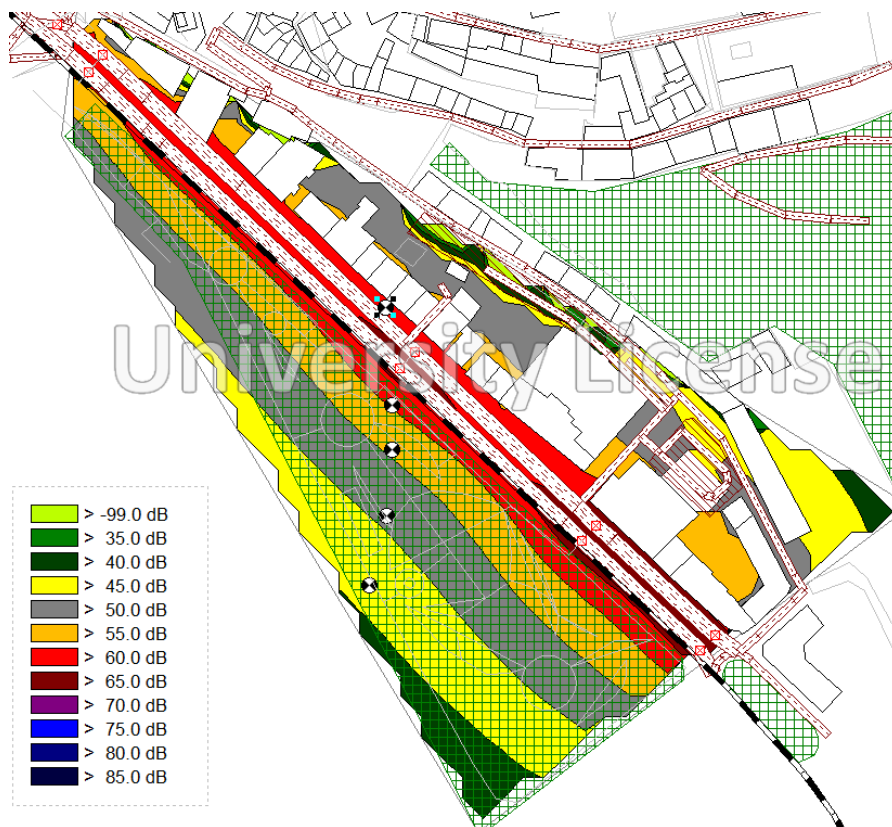 University License
> -99.0 dB
> 35.0 dB
> 40.0 dB
> 45.0 dB
> 50.0 dB
> 55.0 dB
> 60.0 dB
> 65.0 dB
> 70.0 dB
> 75.0 dB
> 80.0 dB
> 85.0 dB